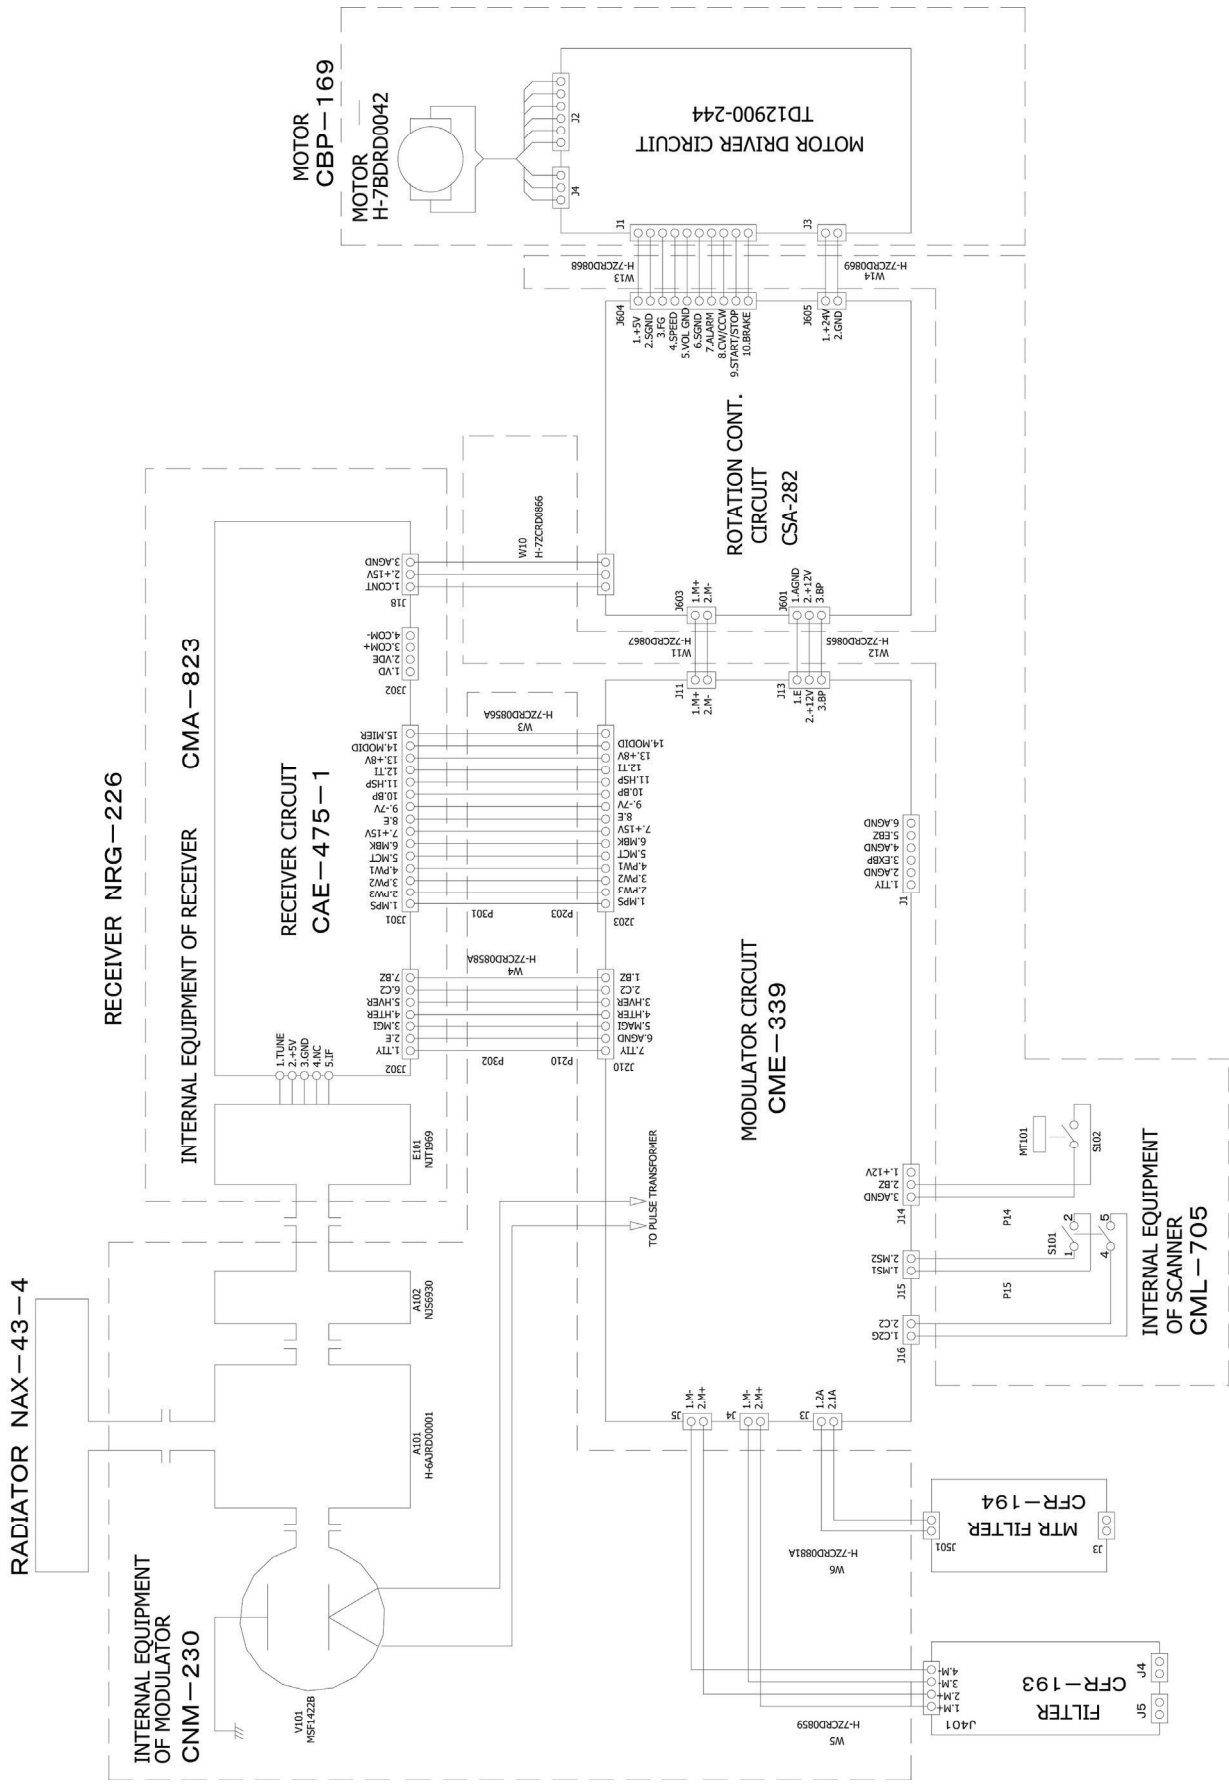 RADIATOR NAX-43-4
RECEIVER NRG-226
INTERNAL EQUIPMENT OF RECEIVER CMA-823
RECEIVER CIRCUIT
CAE-475-1
1.TUNE
2.+5V
3.GND
4.NC
5.IF
E101
NJT1969
A102
NJS6930
A101
H-6AJRD00001
INTERNAL EQUIPMENT
OF MODULATOR
CNM-230
V101
MSF1422B
TO PULSE TRANSFORMER
J302
1.TIY
2.E
3.MGI
4.HTER
5.HVER
6.C2
7.BZ
J301
1.MPS
2.PW3
3.PW2
4.PW1
5.MCT
6.MBK
7.+15V
8.E
9.-7V
10.BP
11.HSP
12.TI
13.+8V
14.MODID
15.MIER
J302
1.VD
2.VDE
3.COM+
4.COM-
J18
1.CONT
2.+15V
3.AGND
P302
P210
W4
H-7ZCRD0858A
P301
P203
W3
H-7ZCRD0856A
W10
H-7ZCRD0866
J210
7.TIY
6.AGND
5.MAGI
4.HTER
3.HVER
2.C2
1.BZ
J203
1.MPS
2.PW3
3.PW2
4.PW1
5.MCT
6.MBK
7.+15V
8.E
9.-7V
10.BP
11.HSP
12.TI
13.+8V
14.MODID
MODULATOR CIRCUIT
CME-339
J11
1.M+
2.M-
J13
1.E
2.+12V
3.BP
W11
H-7ZCRD0867
W12
H-7ZCRD0865
J603
1.M+
2.M-
J601
1.AGND
2.+12V
3.BP
ROTATION CONT.
CIRCUIT
CSA-282
J604
1.+5V
2.SGND
3.FG
4.SPEED
5.VOL GND
6.SGND
7.ALARM
8.CW/CCW
9.START/STOP
10.BRAKE
J605
1.+24V
2.GND
W13
H-7ZCRD0868
W14
H-7ZCRD0869
MOTOR
CBP-169
MOTOR
H-7BDRD0042
J4
J2
J1
J3
MOTOR DRIVER CIRCUIT
TD12900-244
J1
1.TIY
2.AGND
3.EXBP
4.AGND
5.EBZ
6.AGND
J14
3.AGND
2.BZ
1.+12V
J15
1.MS1
2.MS2
J16
1.C2G
2.C2
P14
P15
MT101
S102
S101
1
2
4
5
INTERNAL EQUIPMENT
OF SCANNER
CML-705
J5
1.M-
2.M+
J4
1.M-
2.M+
J3
1.2A
2.1A
W6
H-7ZCRD0881A
W5
H-7ZCRD0859
J501
MTR FILTER
CFR-194
J3
J401
1.M+
2.M+
3.M-
4.M-
FILTER
CFR-193
J5
J4